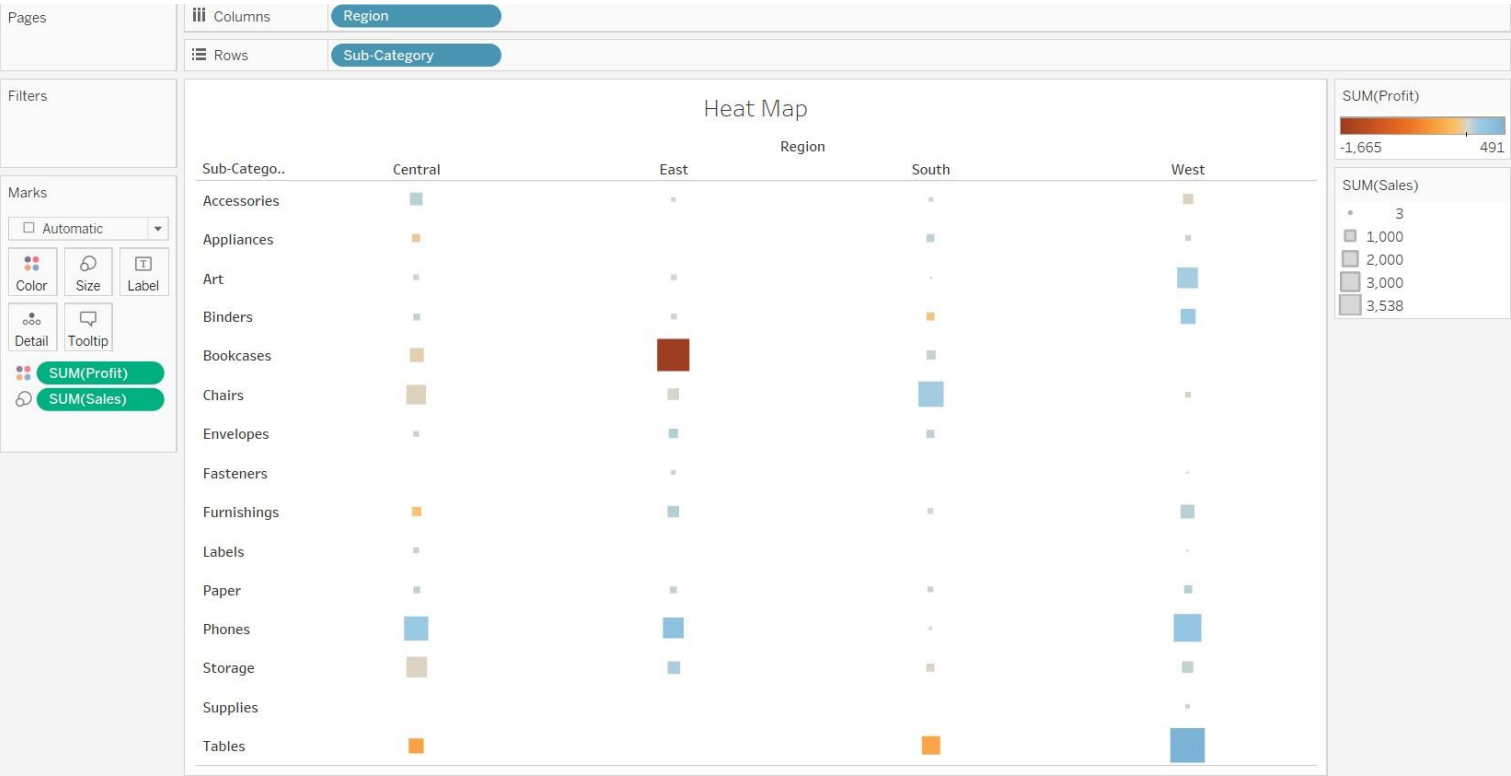 Pages
Columns Region
Rows Sub-Category
Filters
Marks
Automatic
Color Size Label
Detail Tooltip
SUM(Profit)
SUM(Sales)
Heat Map
Region
Sub-Catego.. Central East South West
Accessories
Appliances
Art
Binders
Bookcases
Chairs
Envelopes
Fasteners
Furnishings
Labels
Paper
Phones
Storage
Supplies
Tables
SUM(Profit)
-1,665 491
SUM(Sales)
3
1,000
2,000
3,000
3,538